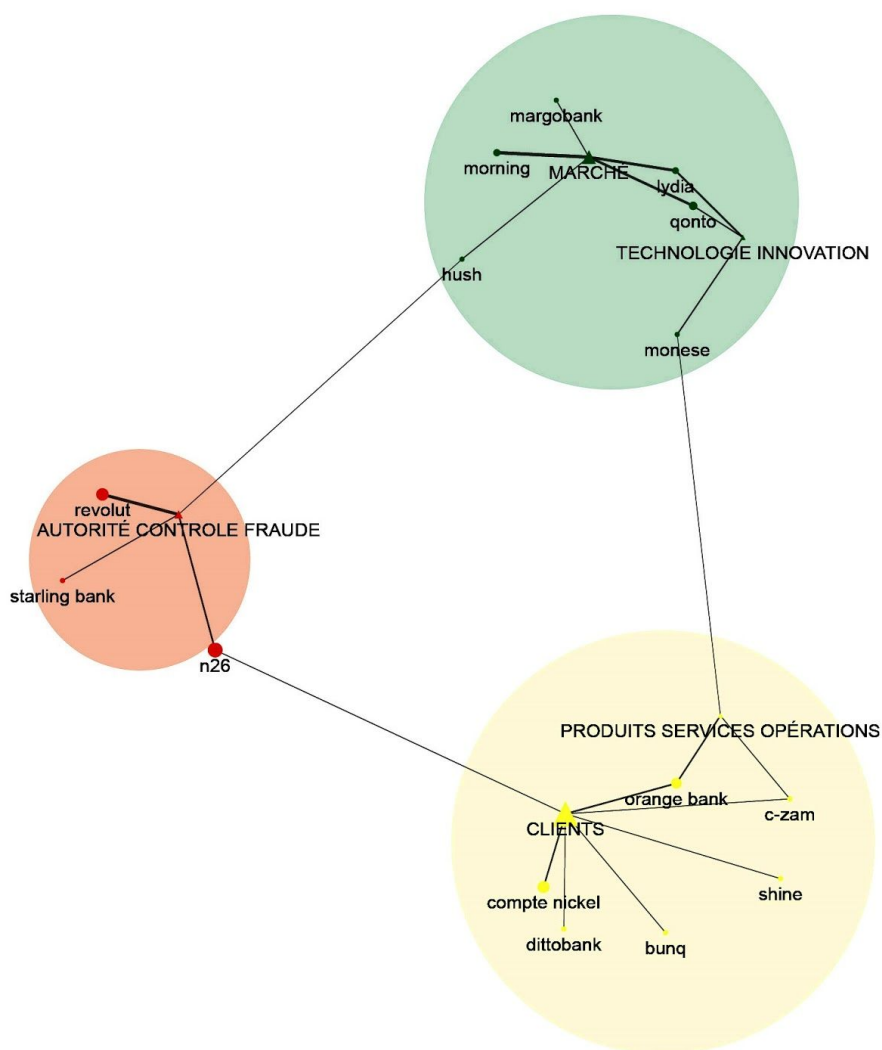 margobank
morning
MARCHÉ
lydia
qonto
TECHNOLOGIE INNOVATION
hush
monese
revolut
AUTORITÉ CONTROLE FRAUDE
starling bank
n26
PRODUITS SERVICES OPÉRATIONS
orange bank
c-zam
CLIENTS
shine
compte nickel
dittobank
bunq